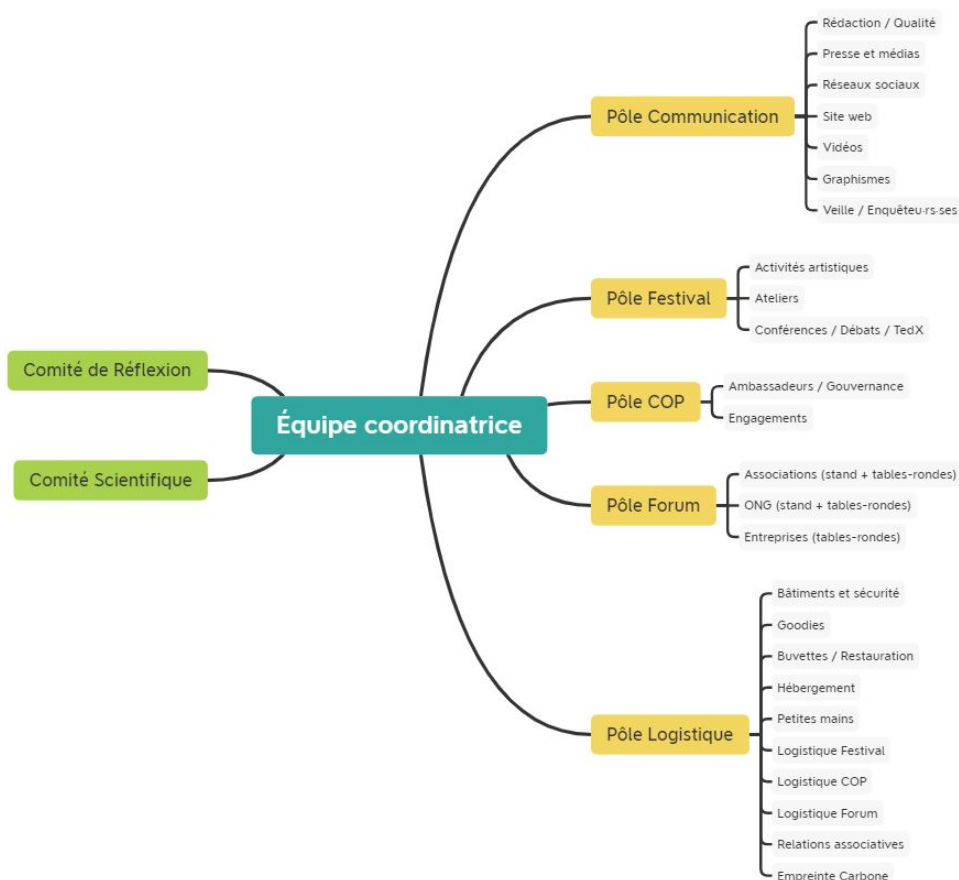 Équipe coordinatrice
Comité de Réflexion
Comité Scientifique
Pôle Communication
Rédaction / Qualité
Presse et médias
Réseaux sociaux
Site web
Vidéos
Graphismes
Veille / Enquêteu·rs·ses
Pôle Festival
Activités artistiques
Ateliers
Conférences / Débats / TedX
Pôle COP
Ambassadeurs / Gouvernance
Engagements
Pôle Forum
Associations (stand + tables-rondes)
ONG (stand + tables-rondes)
Entreprises (tables-rondes)
Pôle Logistique
Bâtiments et sécurité
Goodies
Buvettes / Restauration
Hébergement
Petites mains
Logistique Festival
Logistique COP
Logistique Forum
Relations associatives
Empreinte Carbone